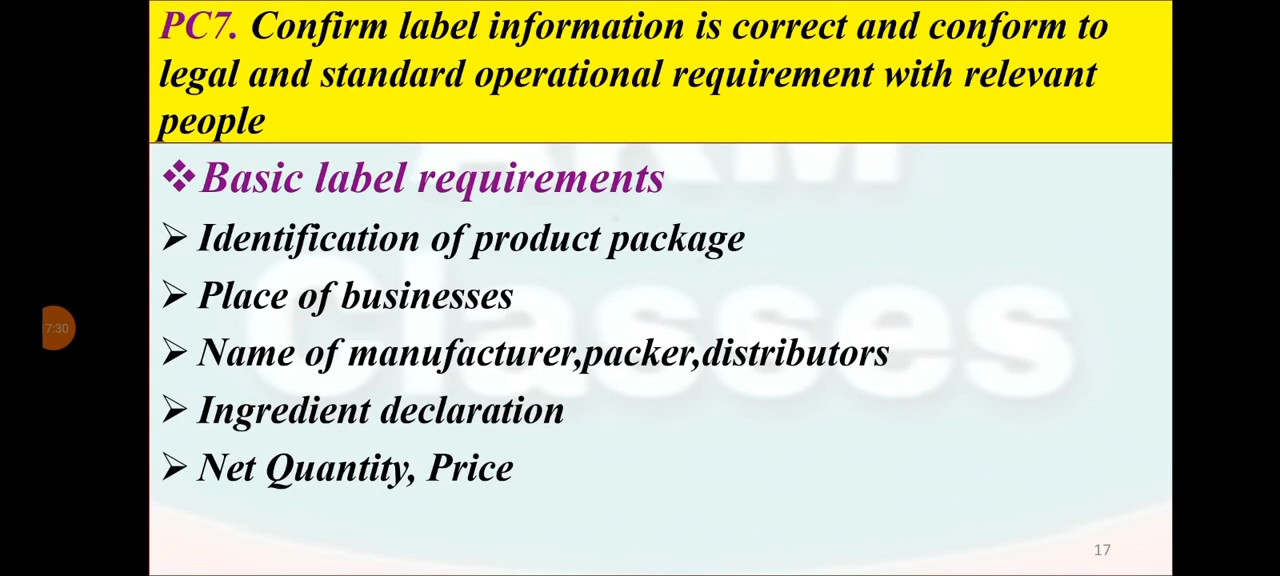 PC7. Confirm label information is correct and conform to
legal and standard operational requirement with relevant
people
❖Basic label requirements
➢ Identification of product package
➢ Place of businesses
➢ Name of manufacturer,packer,distributors
➢ Ingredient declaration
➢ Net Quantity, Price
Classes
7:30
17